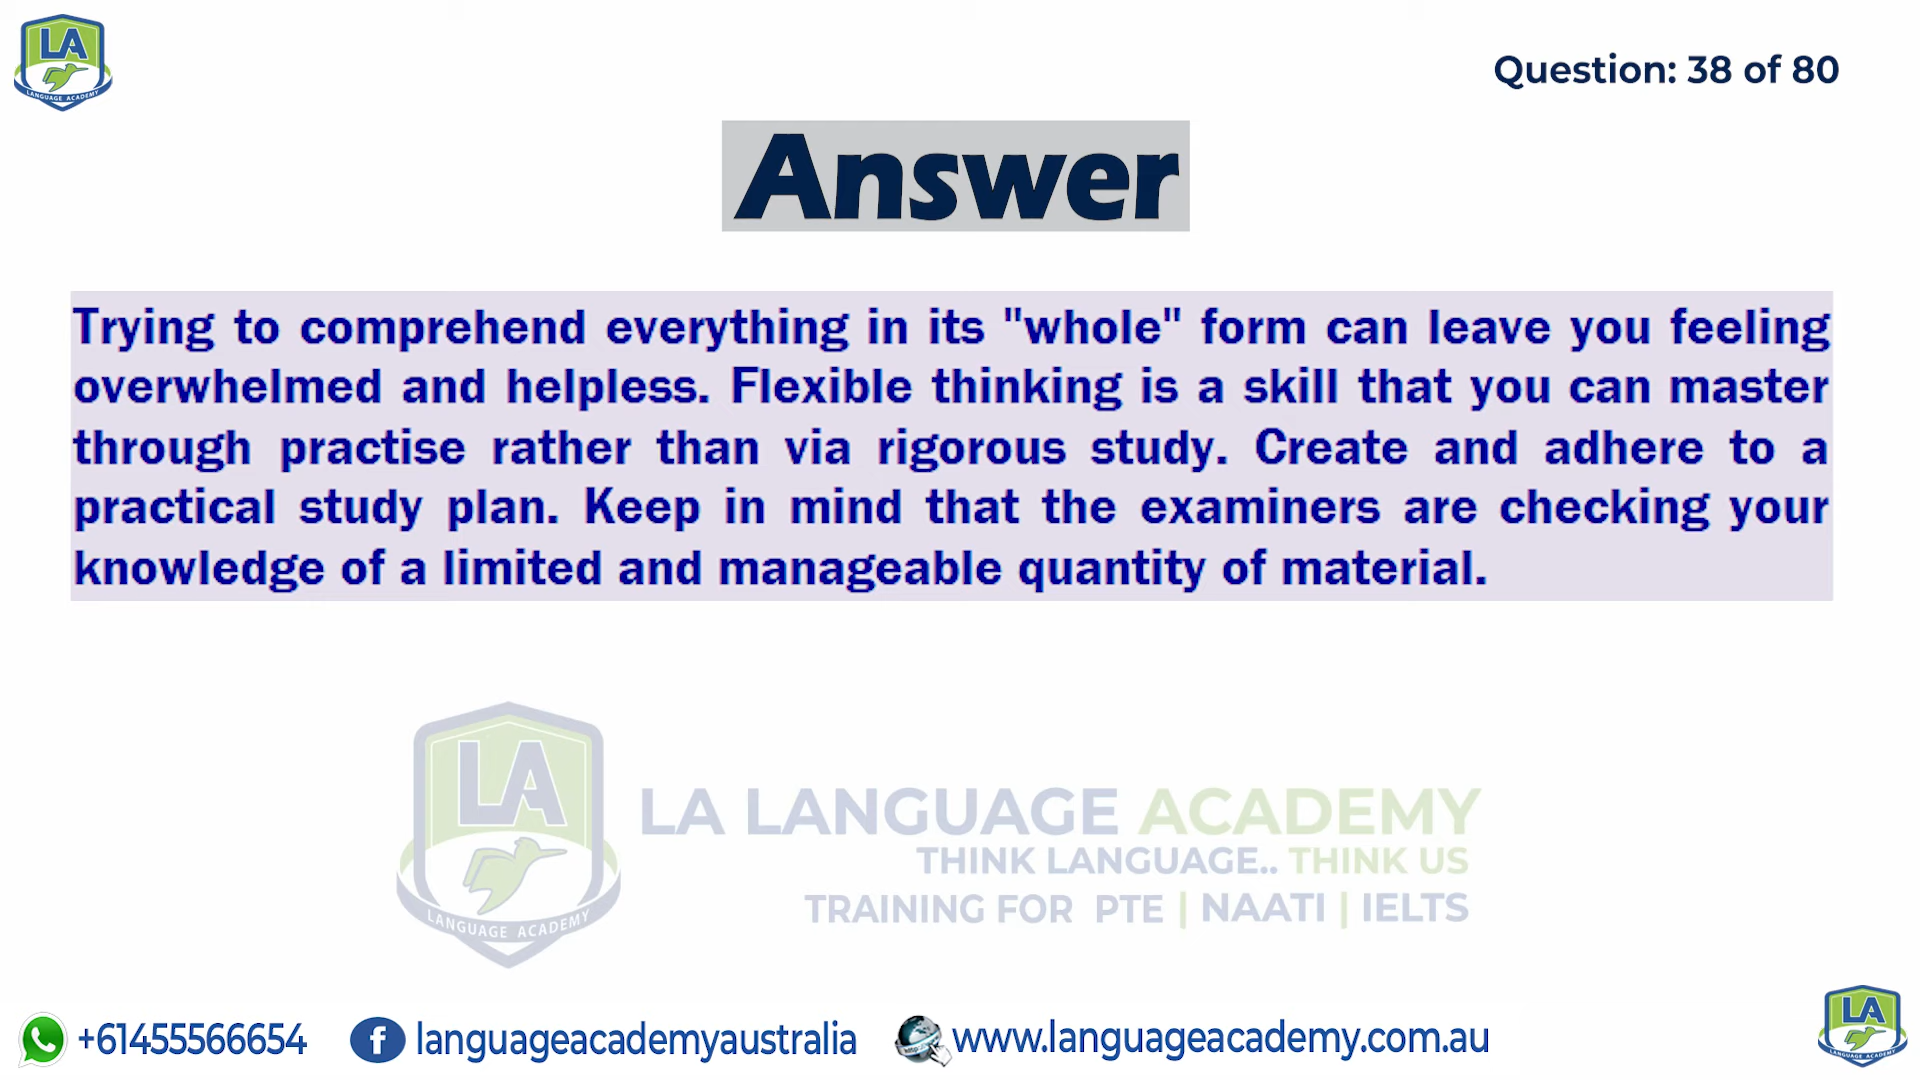 LA
LANGUAGE ACADEMY
Question: 38 of 80
Answer
Trying to comprehend everything in its "whole" form can leave you feeling
overwhelmed and helpless. Flexible thinking is a skill that you can master
through practise rather than via rigorous study. Create and adhere to a
practical study plan. Keep in mind that the examiners are checking your
knowledge of a limited and manageable quantity of material.
LA
LANGUAGE ACADEMY
LA LANGUAGE ACADEMY
THINK LANGUAGE.. THINK US
TRAINING FOR PTE | NAATI | IELTS
+61455566654
f languageacademyaustralia
http://
www.languageacademy.com.au
LA
LANGUAGE ACADEMY